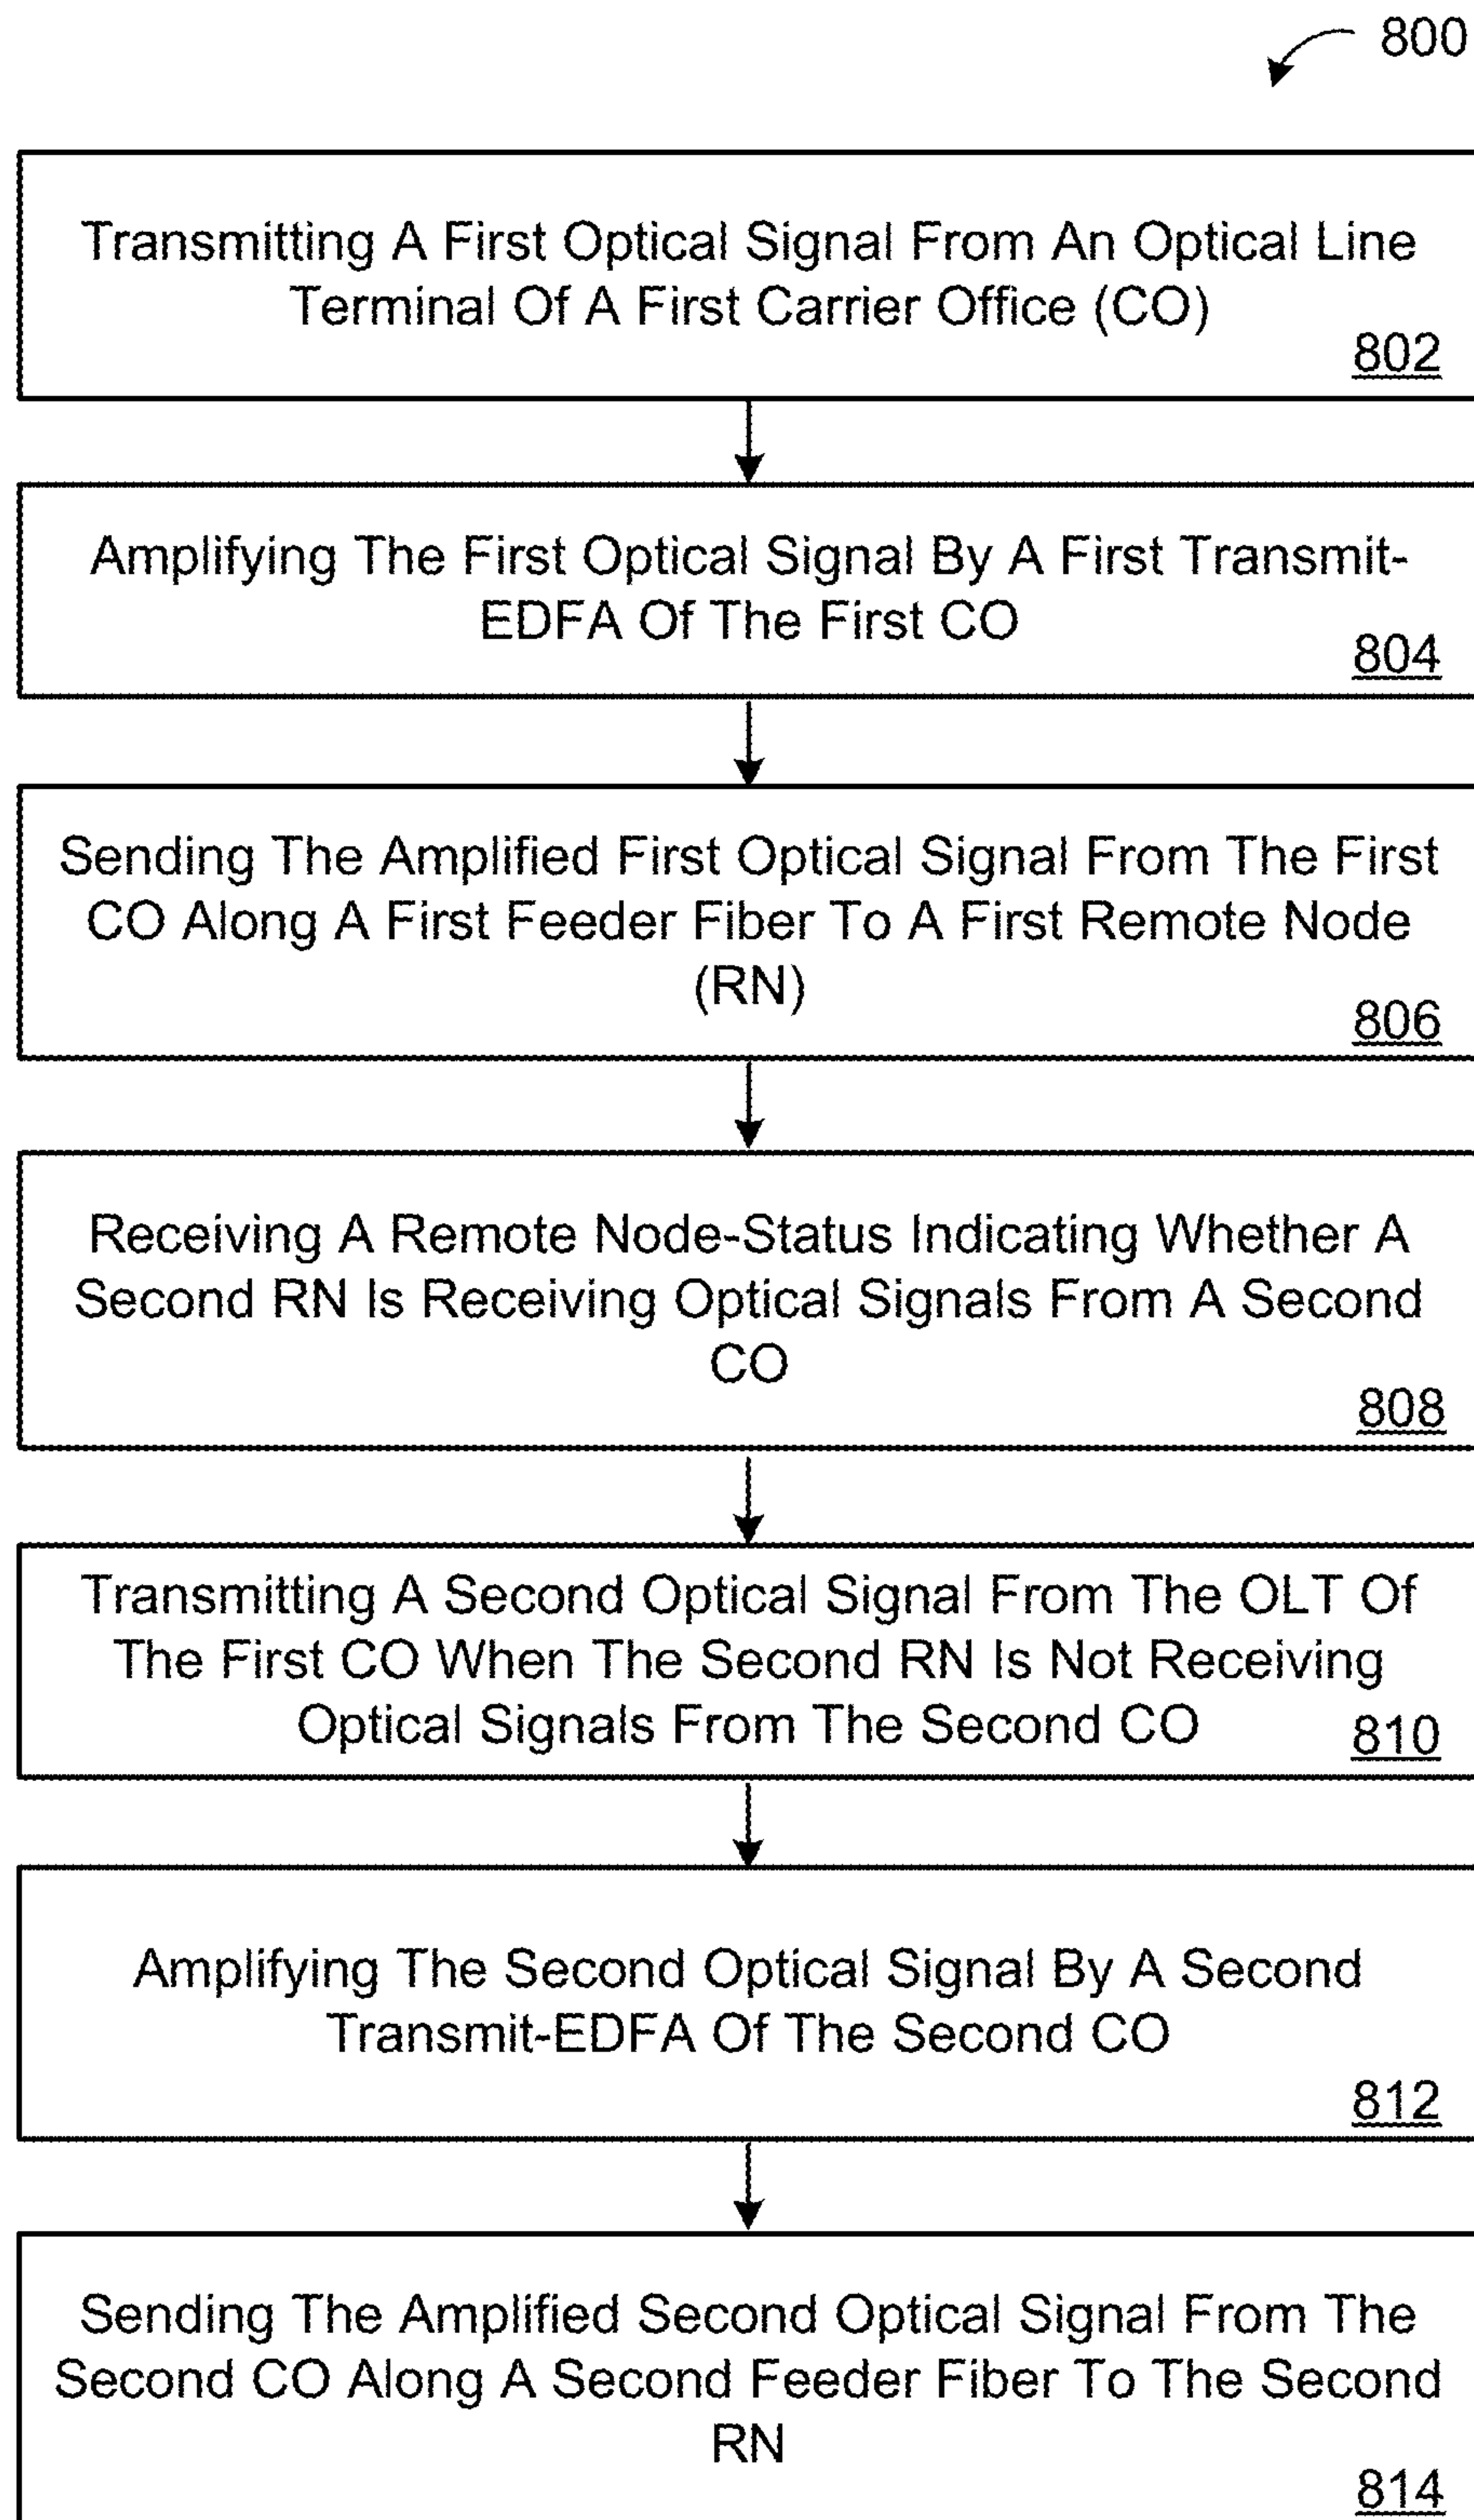 800
Transmitting A First Optical Signal From An Optical Line
Terminal Of A First Carrier Office (CO)
802
Amplifying The First Optical Signal By A First Transmit-
EDFA Of The First CO
804
Sending The Amplified First Optical Signal From The First
CO Along A First Feeder Fiber To A First Remote Node
(RN)
806
Receiving A Remote Node-Status Indicating Whether A
Second RN Is Receiving Optical Signals From A Second
CO
808
Transmitting A Second Optical Signal From The OLT Of
The First CO When The Second RN Is Not Receiving
Optical Signals From The Second CO
810
Amplifying The Second Optical Signal By A Second
Transmit-EDFA Of The Second CO
812
Sending The Amplified Second Optical Signal From The
Second CO Along A Second Feeder Fiber To The Second
RN
814